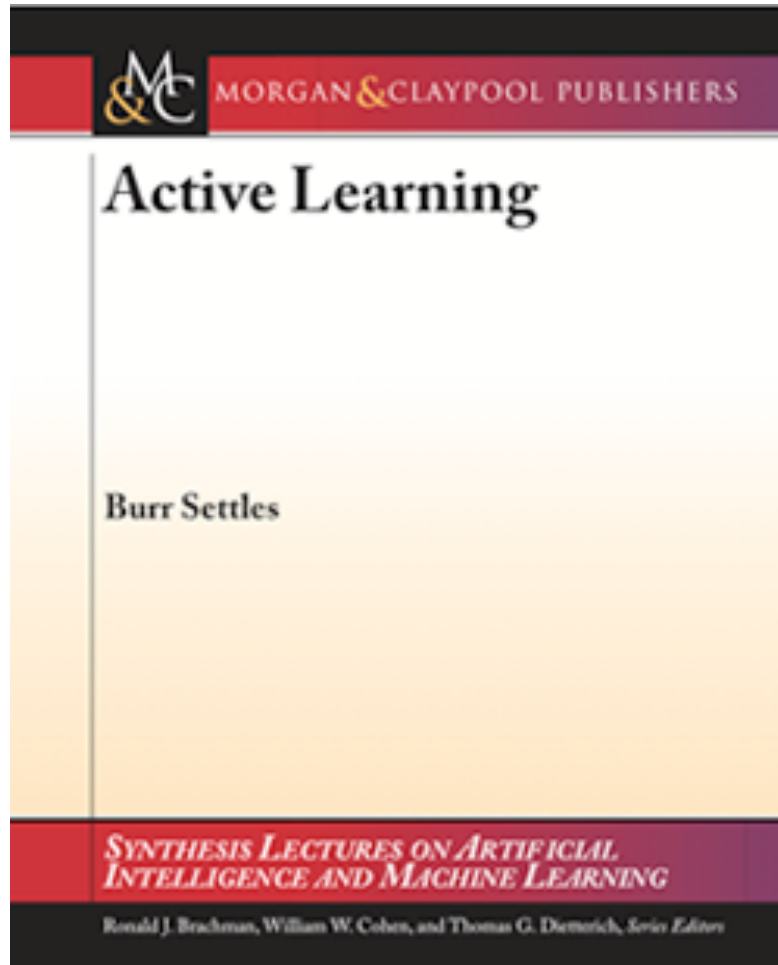 M&C MORGAN&CLAYPOOL PUBLISHERS
Active Learning
Burr Settles
SYNTHESIS LECTURES ON ARTIFICIAL
INTELLIGENCE AND MACHINE LEARNING
Ronald J. Brachman, William W. Cohen, and Thomas G. Dietterich, Series Editors